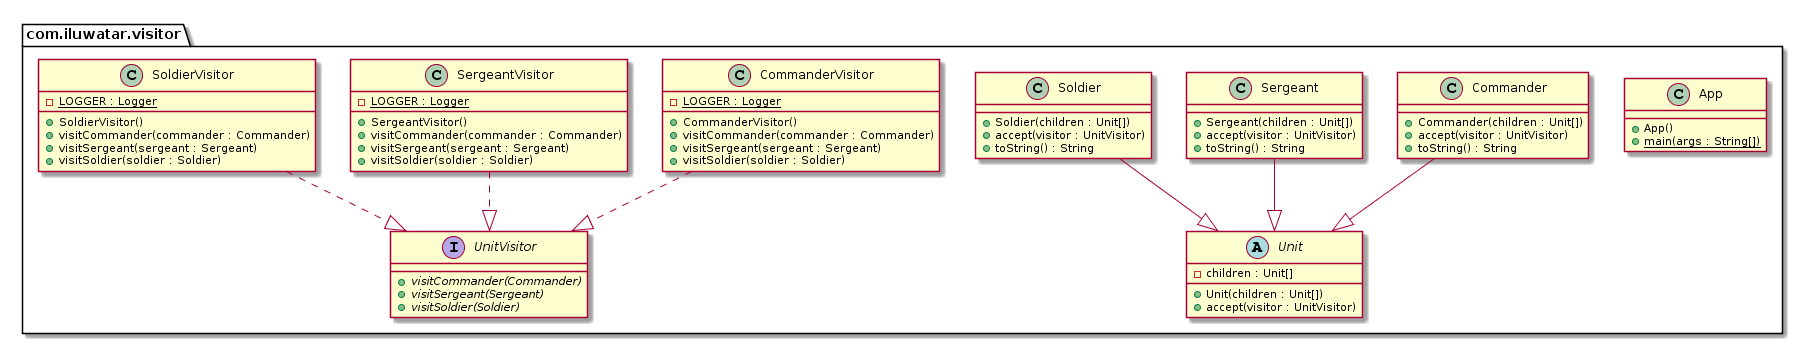 com.iluwatar.visitor
C SoldierVisitor
LOGGER : Logger
SoldierVisitor()
visitCommander(commander : Commander)
visitSergeant(sergeant : Sergeant)
visitSoldier(soldier : Soldier)
C SergeantVisitor
LOGGER : Logger
SergeantVisitor()
visitCommander(commander : Commander)
visitSergeant(sergeant : Sergeant)
visitSoldier(soldier : Soldier)
C CommanderVisitor
LOGGER : Logger
CommanderVisitor()
visitCommander(commander : Commander)
visitSergeant(sergeant : Sergeant)
visitSoldier(soldier : Soldier)
C Soldier
Soldier(children : Unit[])
accept(visitor : UnitVisitor)
toString() : String
C Sergeant
Sergeant(children : Unit[])
accept(visitor : UnitVisitor)
toString() : String
C Commander
Commander(children : Unit[])
accept(visitor : UnitVisitor)
toString() : String
C App
App()
main(args : String[])
I UnitVisitor
visitCommander(Commander)
visitSergeant(Sergeant)
visitSoldier(Soldier)
A Unit
children : Unit[]
Unit(children : Unit[])
accept(visitor : UnitVisitor)